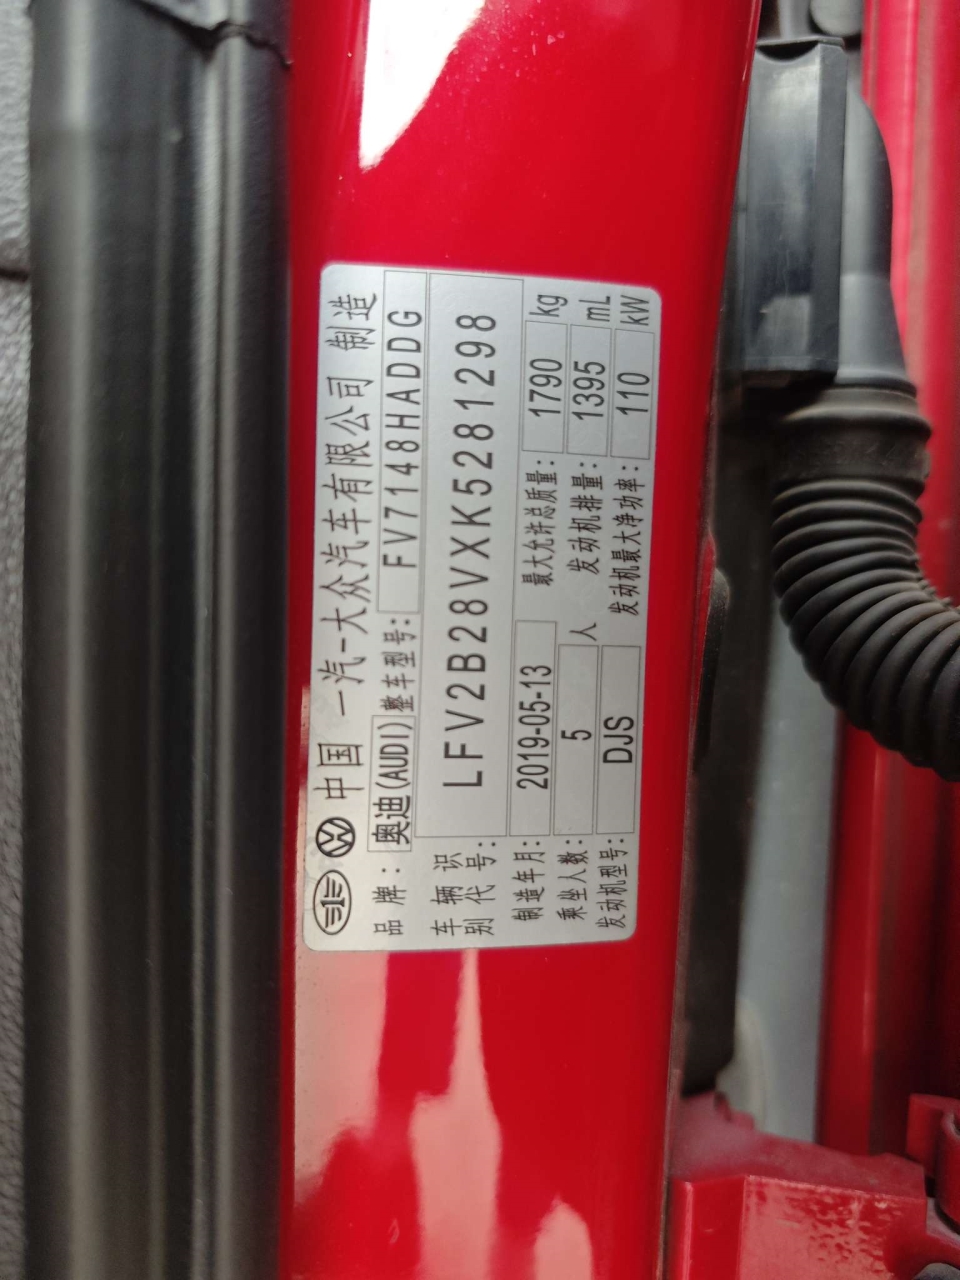 中国 一汽-大众汽车有限公司 制造
品牌: 奥迪(AUDI) 整车型号: FV7148HADDG
车辆识别代号: LFV2B28VXK5281298
制造年月: 2019-05-13 最大允许总质量: 1790 kg
乘坐人数: 5 人 发动机排量: 1395 mL
发动机型号: DJS 发动机最大净功率: 110 kW